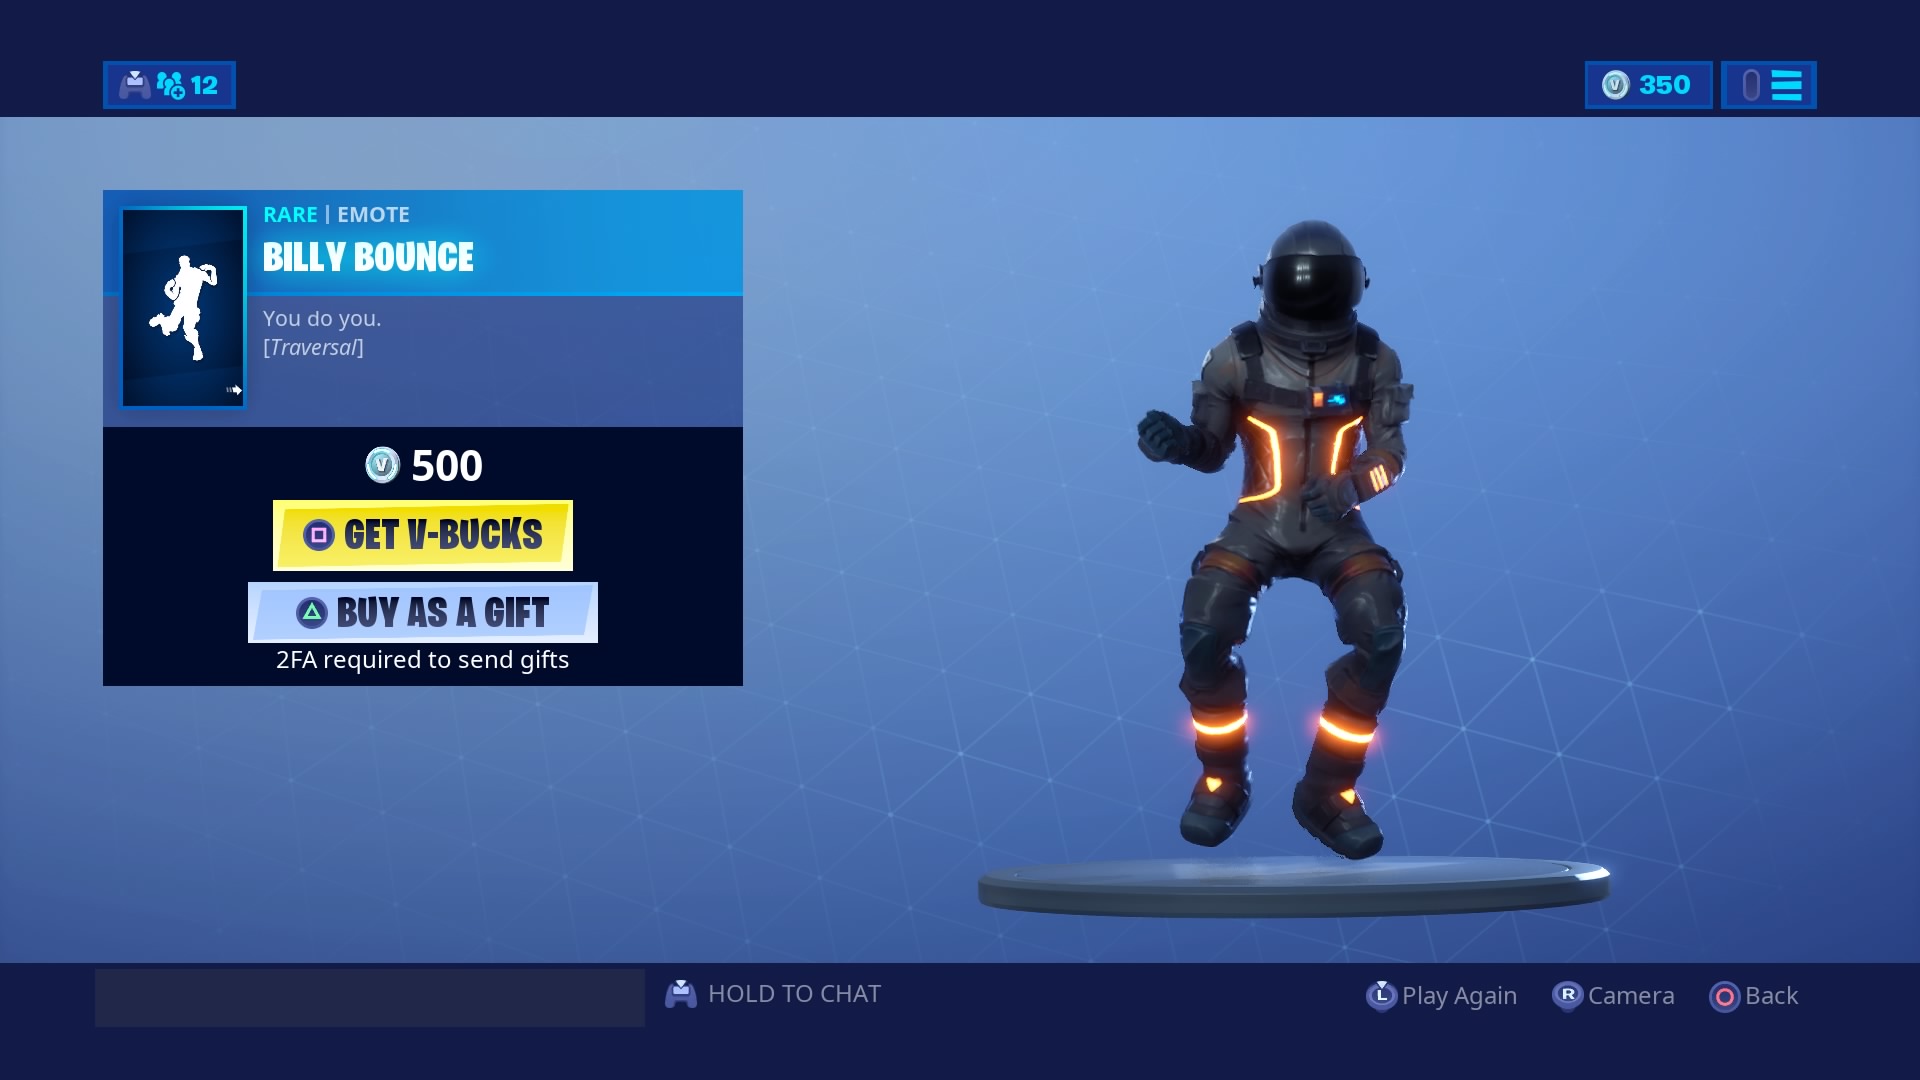 12
350
RARE | EMOTE
BILLY BOUNCE
You do you.
[Traversal]
500
GET V-BUCKS
BUY AS A GIFT
2FA required to send gifts
HOLD TO CHAT
L Play Again
R Camera
Back